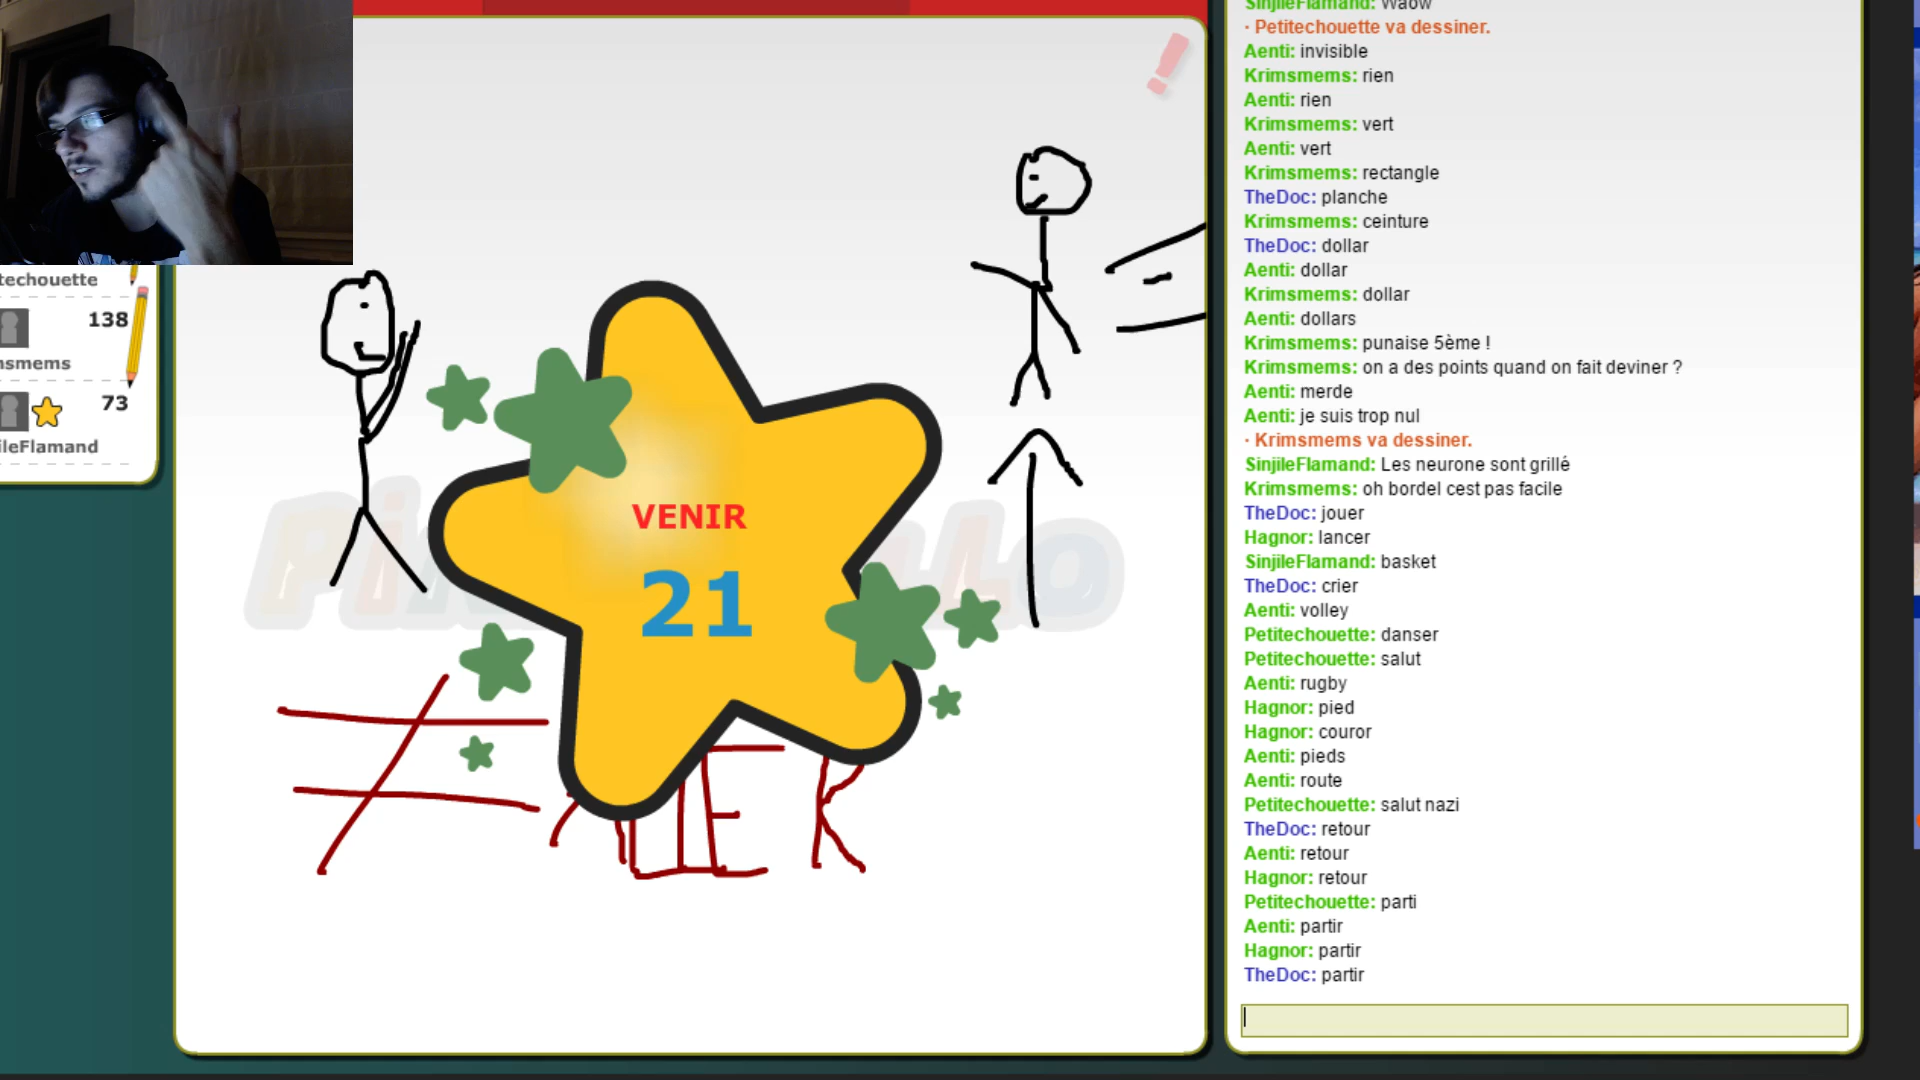 techouette
138
nsmems
73
ileFlamand
VENIR
21
SinjileFlamand: Waow
· Petitechouette va dessiner.
Aenti: invisible
Krimsmems: rien
Aenti: rien
Krimsmems: vert
Aenti: vert
Krimsmems: rectangle
TheDoc: planche
Krimsmems: ceinture
TheDoc: dollar
Aenti: dollar
Krimsmems: dollar
Aenti: dollars
Krimsmems: punaise 5ème !
Krimsmems: on a des points quand on fait deviner ?
Aenti: merde
Aenti: je suis trop nul
· Krimsmems va dessiner.
SinjileFlamand: Les neurone sont grillé
Krimsmems: oh bordel cest pas facile
TheDoc: jouer
Hagnor: lancer
SinjileFlamand: basket
TheDoc: crier
Aenti: volley
Petitechouette: danser
Petitechouette: salut
Aenti: rugby
Hagnor: pied
Hagnor: couror
Aenti: pieds
Aenti: route
Petitechouette: salut nazi
TheDoc: retour
Aenti: retour
Hagnor: retour
Petitechouette: parti
Aenti: partir
Hagnor: partir
TheDoc: partir